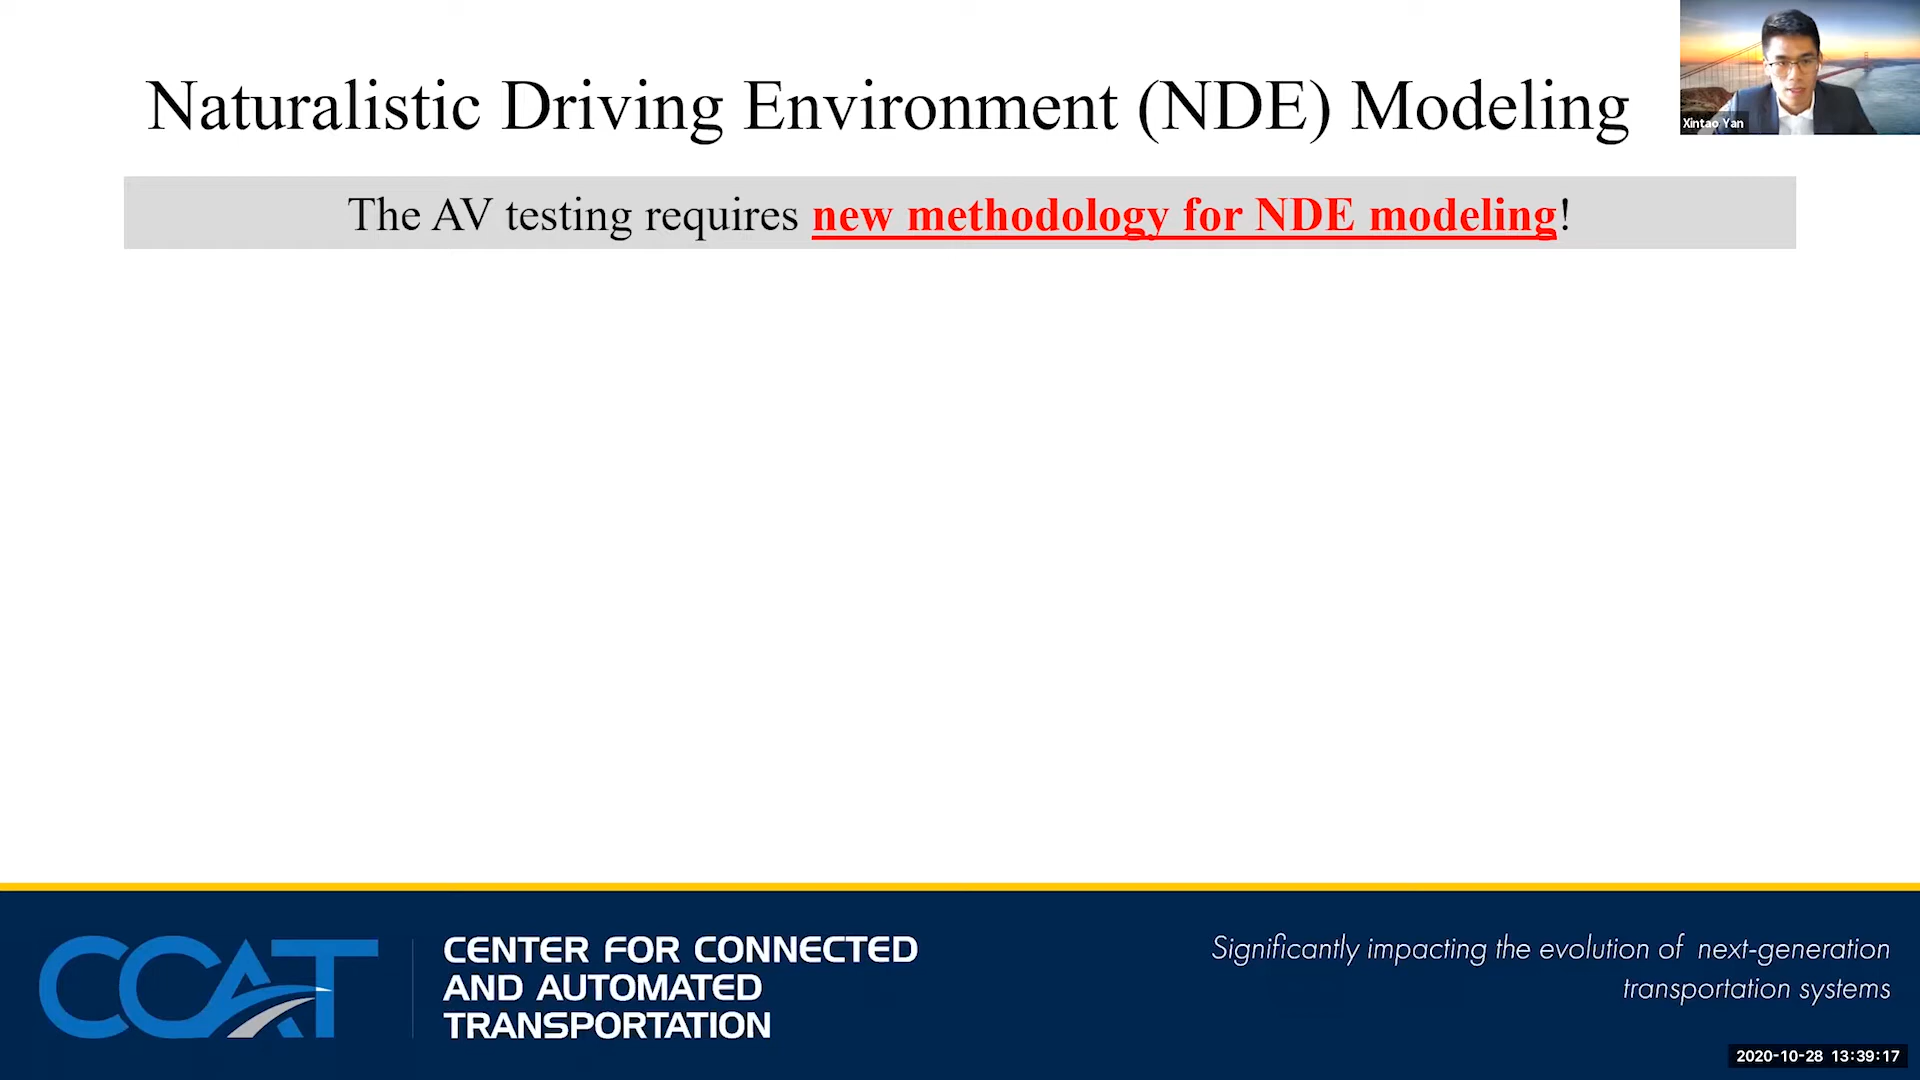 Naturalistic Driving Environment (NDE) Modeling
Xintao Yan
The AV testing requires new methodology for NDE modeling!
CCAT
CENTER FOR CONNECTED
AND AUTOMATED
TRANSPORTATION
Significantly impacting the evolution of next-generation
transportation systems
2020-10-28 13:39:17